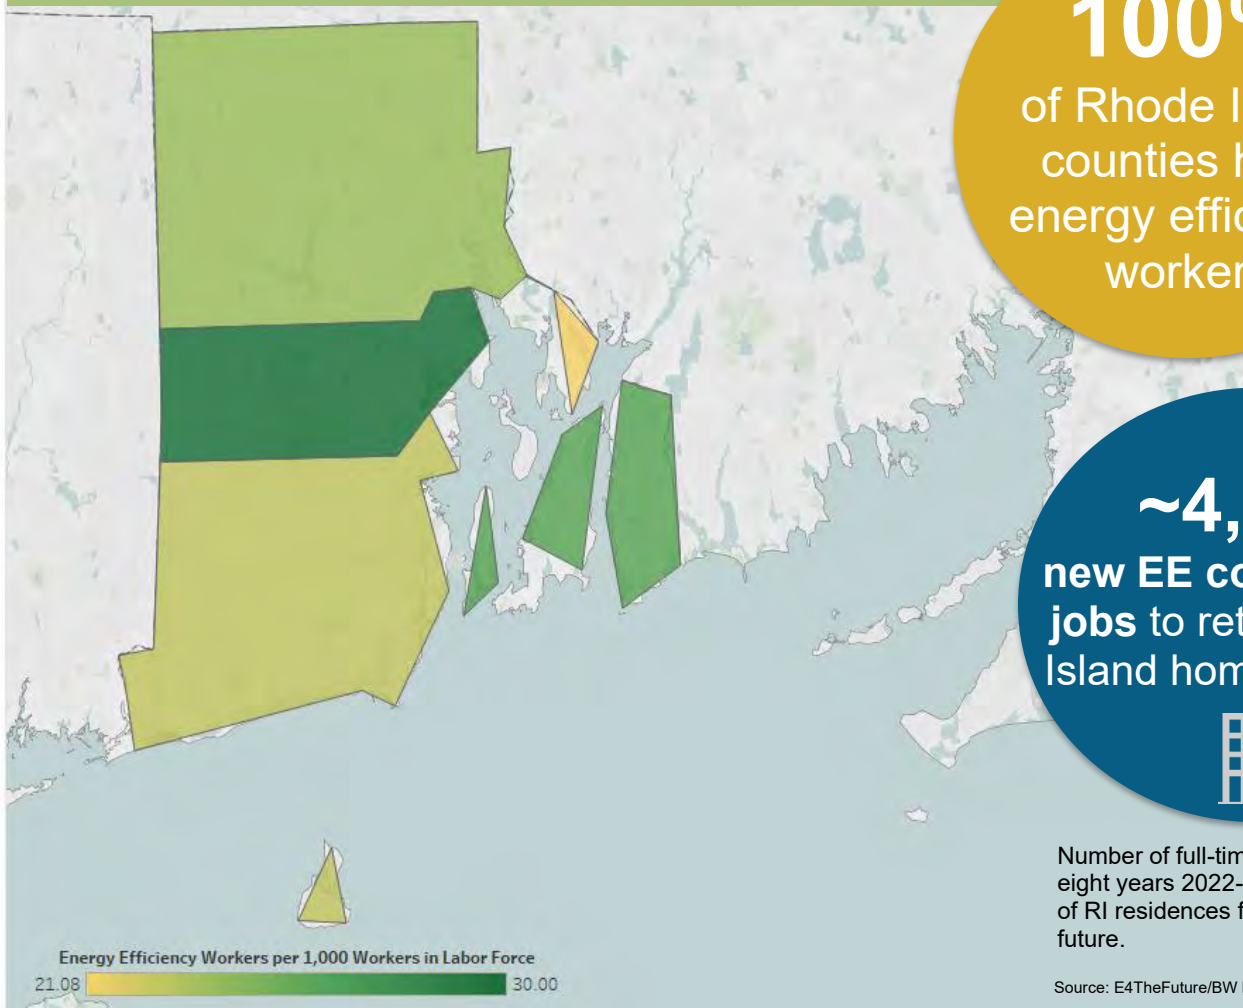 100%
of Rhode I
counties h
energy effic
worker
~4,
new EE co
jobs to ret
Island hom
Number of full-tim
eight years 2022-
of RI residences f
future.
Source: E4TheFuture/BW
Energy Efficiency Workers per 1,000 Workers in Labor Force
21.08
30.00